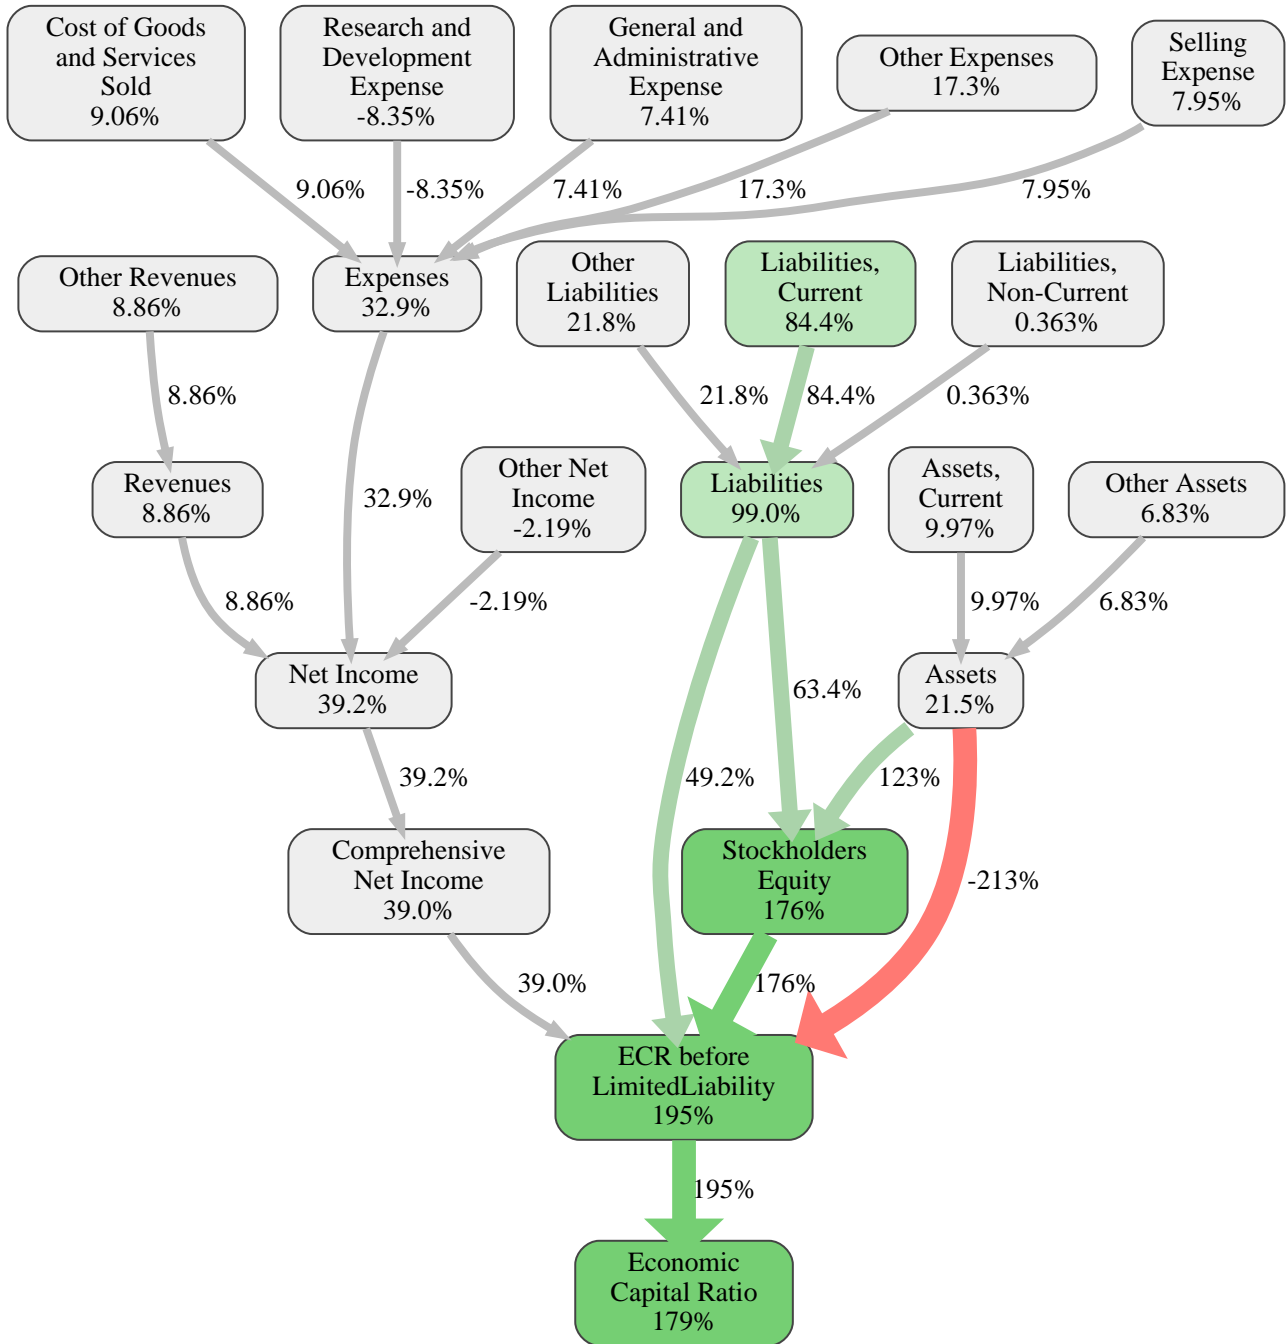 Cost of Goods
and Services
Sold
9.06%
Research and
Development
Expense
-8.35%
General and
Administrative
Expense
7.41%
Other Expenses
17.3%
Selling
Expense
7.95%
9.06%
-8.35%
7.41%
17.3%
7.95%
Other Revenues
8.86%
Expenses
32.9%
Other
Liabilities
21.8%
Liabilities,
Current
84.4%
Liabilities,
Non-Current
0.363%
8.86%
21.8%
84.4%
0.363%
Revenues
8.86%
32.9%
Other Net
Income
-2.19%
Liabilities
99.0%
Assets,
Current
9.97%
Other Assets
6.83%
8.86%
-2.19%
9.97%
6.83%
Net Income
39.2%
63.4%
Assets
21.5%
39.2%
49.2%
123%
Comprehensive
Net Income
39.0%
Stockholders
Equity
176%
-213%
39.0%
176%
ECR before
LimitedLiability
195%
195%
Economic
Capital Ratio
179%